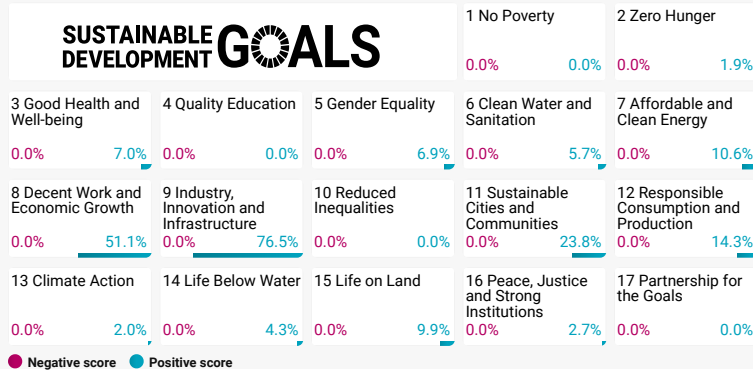 SUSTAINABLE
DEVELOPMENT
GOALS
1 No Poverty
0.0% 0.0%
2 Zero Hunger
0.0% 1.9%
3 Good Health and
Well-being
0.0% 7.0%
4 Quality Education
0.0% 0.0%
5 Gender Equality
0.0% 6.9%
6 Clean Water and
Sanitation
0.0% 5.7%
7 Affordable and
Clean Energy
0.0% 10.6%
8 Decent Work and
Economic Growth
0.0% 51.1%
9 Industry,
Innovation and
Infrastructure
0.0% 76.5%
10 Reduced
Inequalities
0.0% 0.0%
11 Sustainable
Cities and
Communities
0.0% 23.8%
12 Responsible
Consumption and
Production
0.0% 14.3%
13 Climate Action
0.0% 2.0%
14 Life Below Water
0.0% 4.3%
15 Life on Land
0.0% 9.9%
16 Peace, Justice
and Strong
Institutions
0.0% 2.7%
17 Partnership for
the Goals
0.0% 0.0%
Negative score Positive score